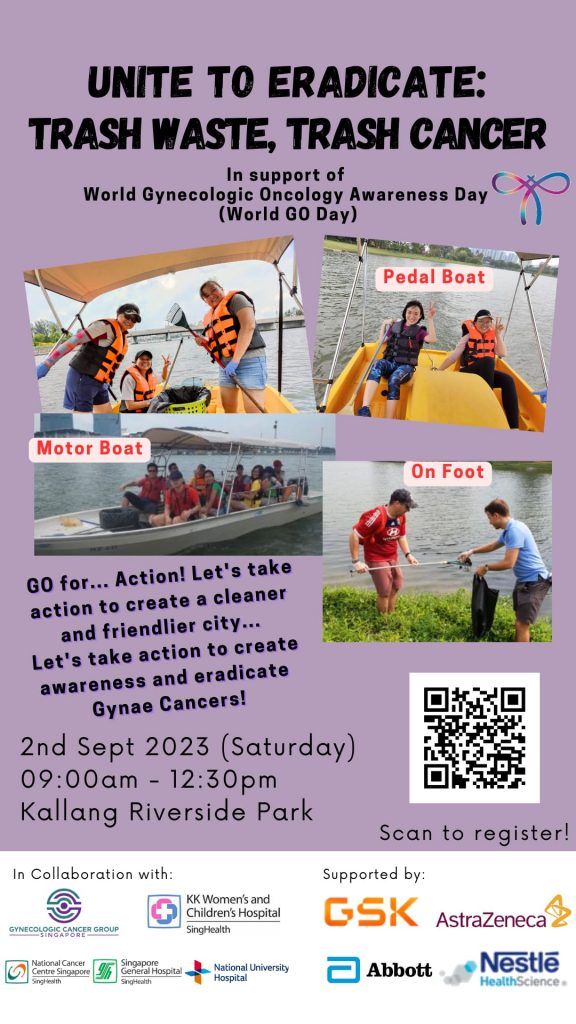 UNITE TO ERADICATE:
TRASH WASTE, TRASH CANCER
In support of
World Gynecologic Oncology Awareness Day
(World GO Day)
Pedal Boat
Motor Boat
On Foot
GO for... Action! Let's take
action to create a cleaner
and friendlier city...
Let's take action to create
awareness and eradicate
Gynae Cancers!
2nd Sept 2023 (Saturday)
09:00am - 12:30pm
Kallang Riverside Park
Scan to register!
In Collaboration with:
GYNECOLOGIC CANCER GROUP
SINGAPORE
KK Women's and
Children's Hospital
SingHealth
National Cancer
Centre Singapore
SingHealth
Singapore
General Hospital
SingHealth
National University
Hospital
Supported by:
GSK
AstraZeneca
Abbott
Nestlé
HealthScience®